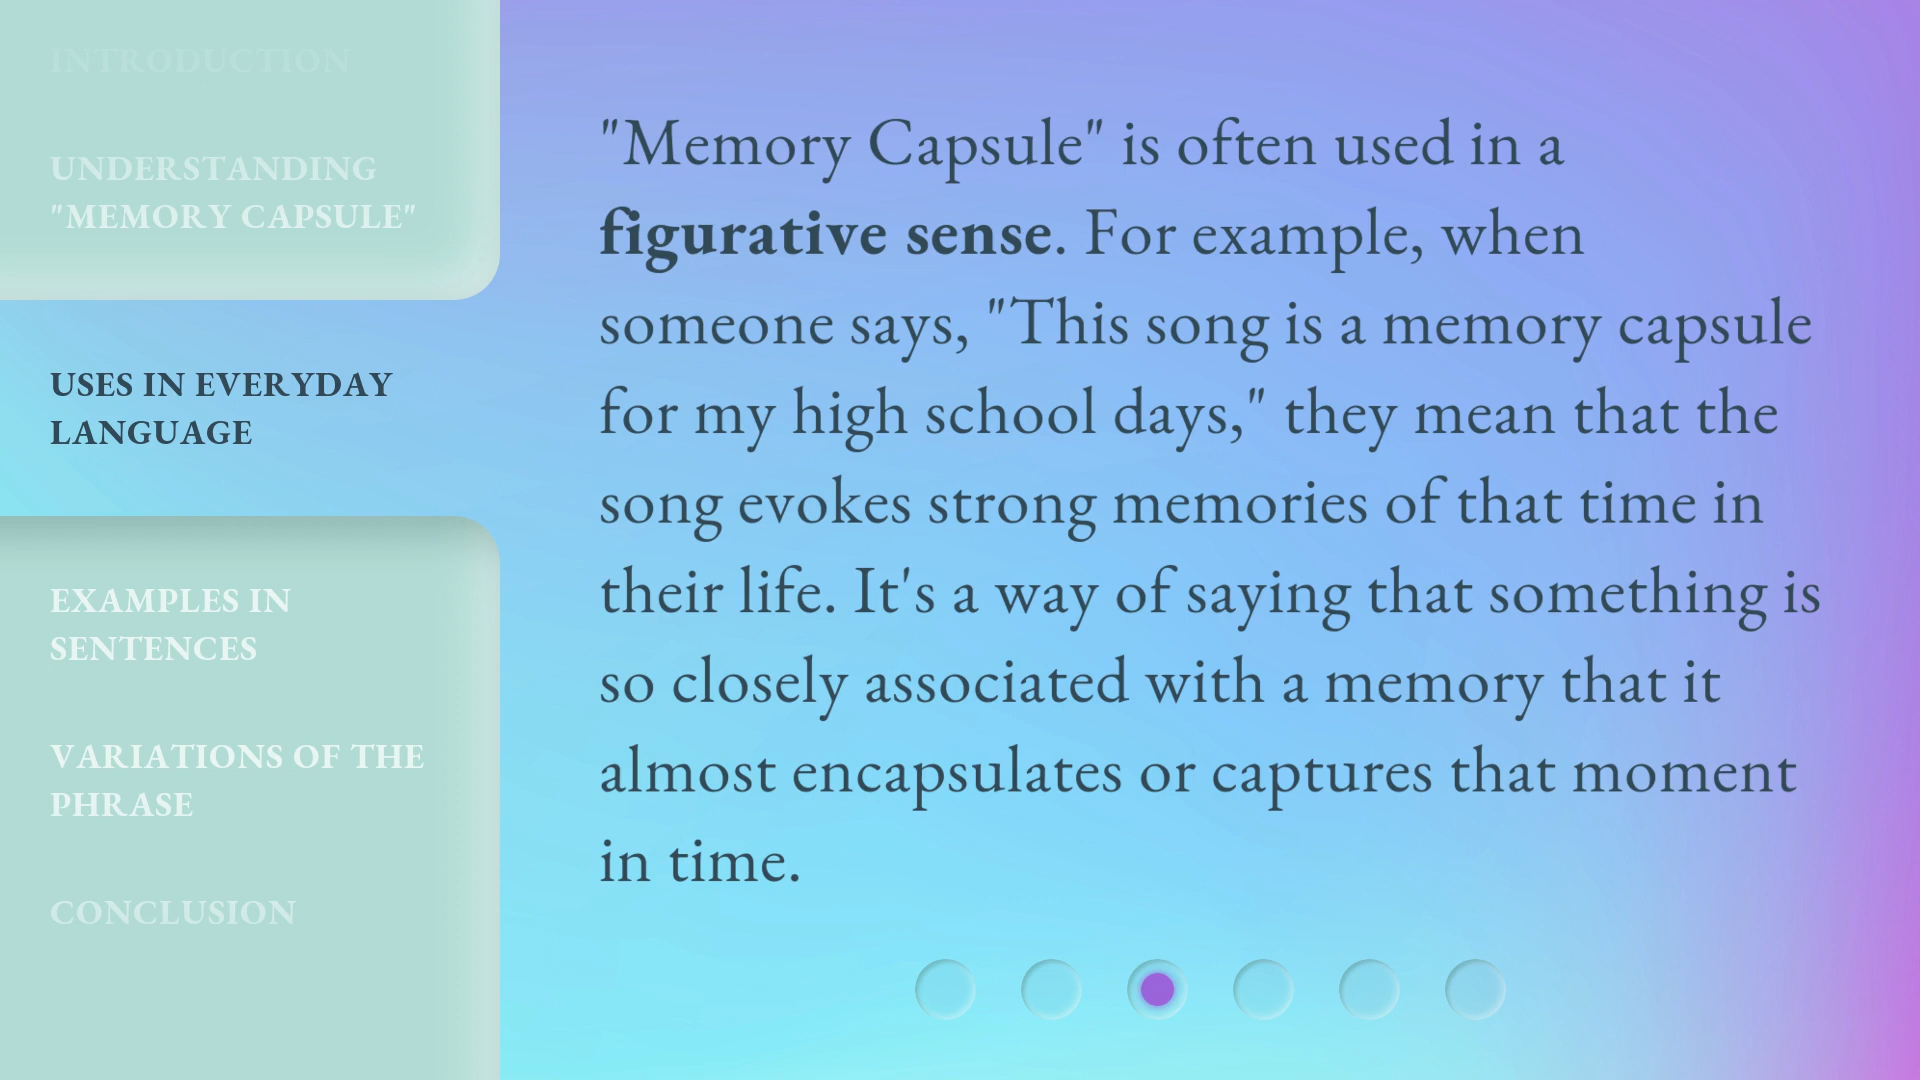 INTRODUCTION
UNDERSTANDING
"MEMORY CAPSULE"
USES IN EVERYDAY
LANGUAGE
EXAMPLES IN
SENTENCES
VARIATIONS OF THE
PHRASE
CONCLUSION
"Memory Capsule" is often used in a
figurative sense. For example, when
someone says, "This song is a memory capsule
for my high school days," they mean that the
song evokes strong memories of that time in
their life. It's a way of saying that something is
so closely associated with a memory that it
almost encapsulates or captures that moment
in time.